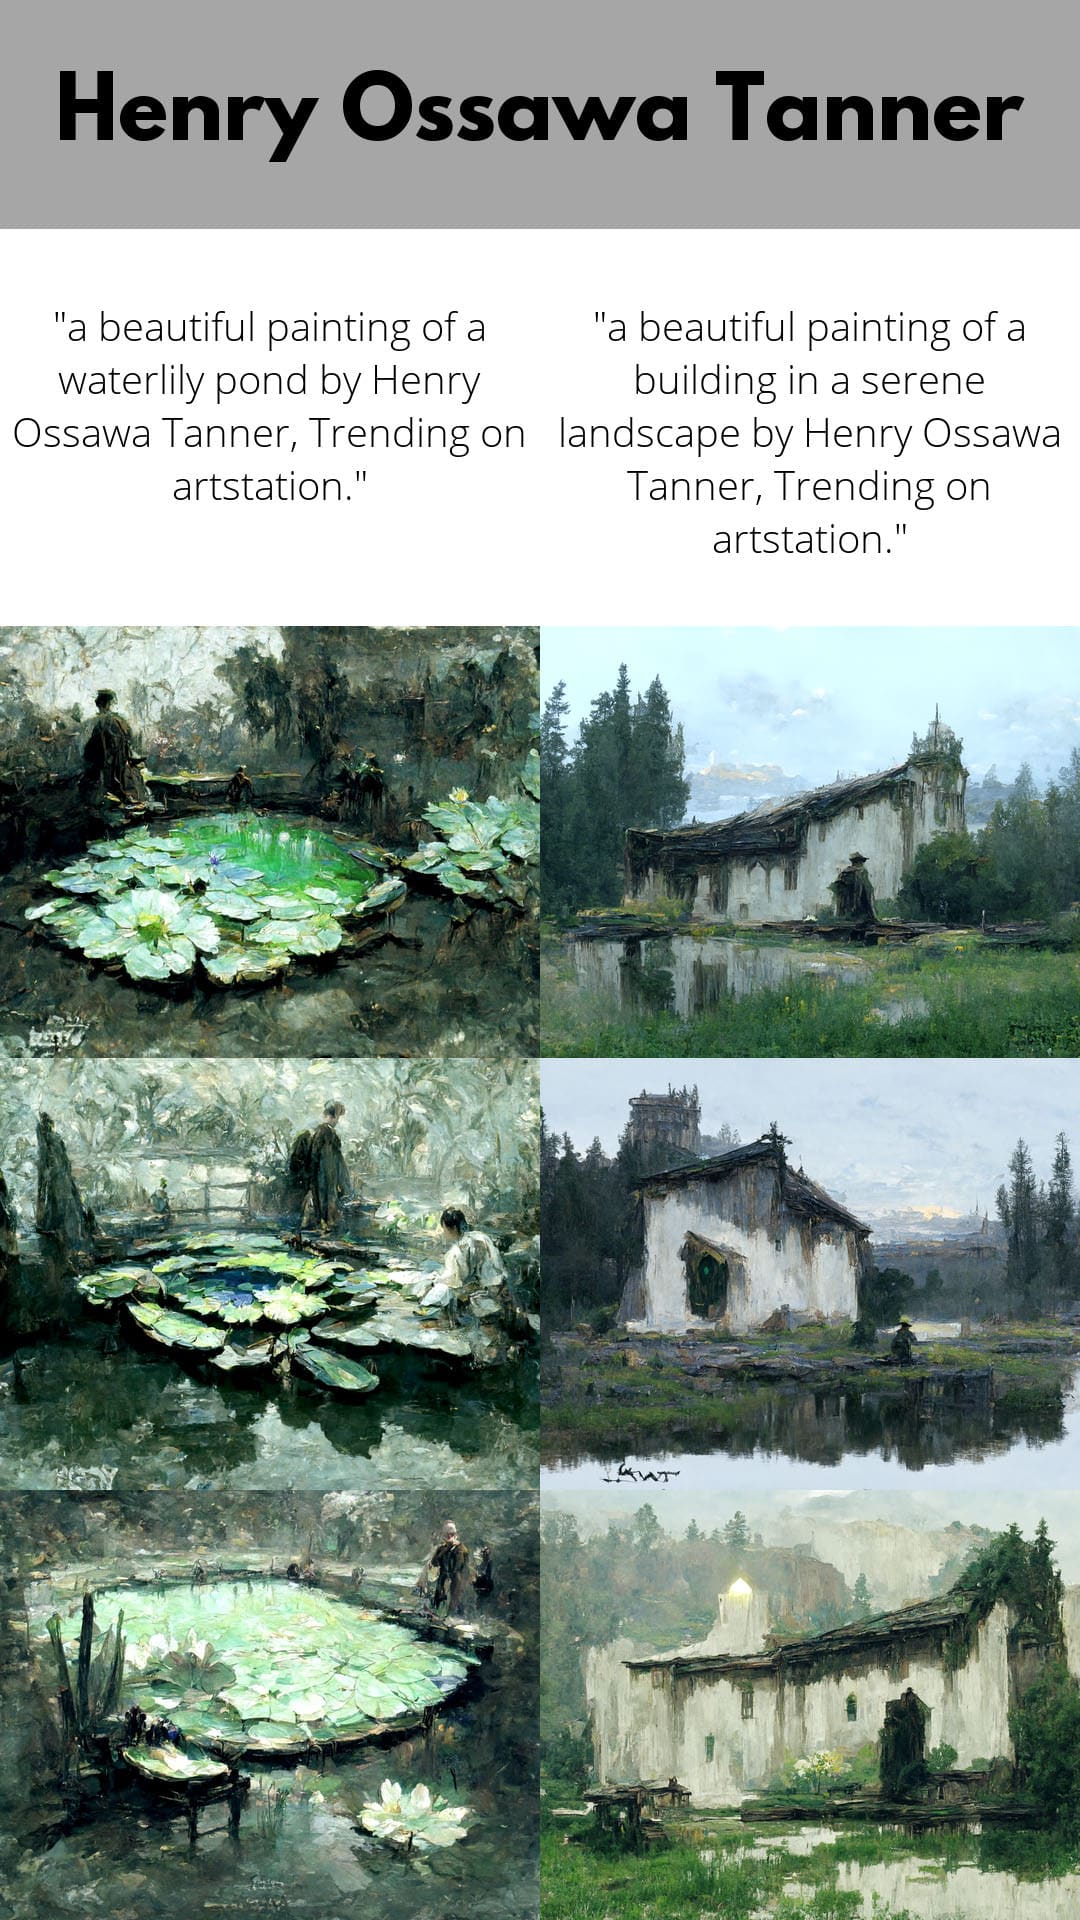 Henry Ossawa Tanner
"a beautiful painting of a
waterlily pond by Henry
Ossawa Tanner, Trending on
artstation."
"a beautiful painting of a
building in a serene
landscape by Henry Ossawa
Tanner, Trending on
artstation."